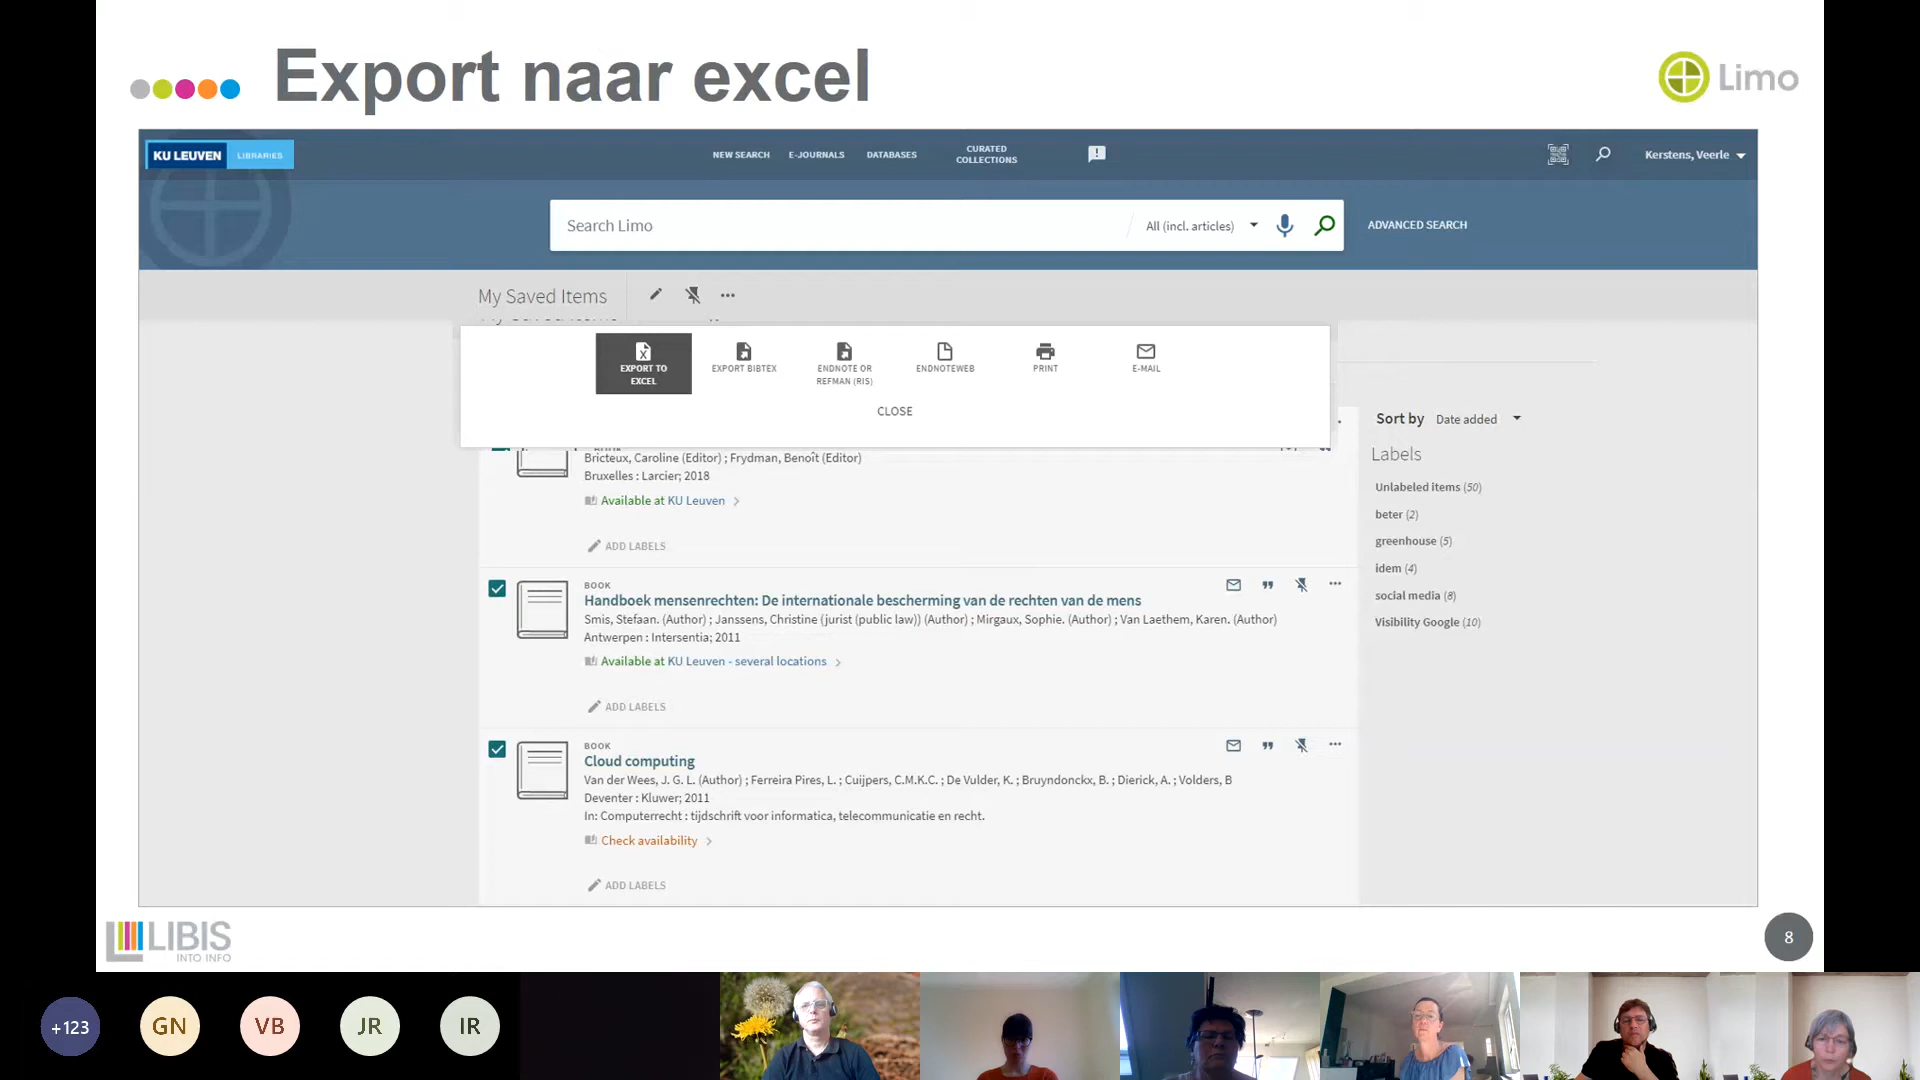 Export naar excel
Limo
KU LEUVEN LIBRARIES
NEW SEARCH
E-JOURNALS
DATABASES
CURATED
COLLECTIONS
Kerstens, Veerle
Search Limo
All (incl. articles)
ADVANCED SEARCH
My Saved Items
EXPORT TO
EXCEL
EXPORT BIBTEX
ENDNOTE OR
REFMAN (RIS)
ENDNOTEWEB
PRINT
E-MAIL
CLOSE
Bricteux, Caroline (Editor) ; Frydman, Benoît (Editor)
Bruxelles : Larcier; 2018
Available at KU Leuven
ADD LABELS
BOOK
Handboek mensenrechten: De internationale bescherming van de rechten van de mens
Smis, Stefaan. (Author) ; Janssens, Christine (jurist (public law)) (Author) ; Mirgaux, Sophie. (Author) ; Van Laethem, Karen. (Author)
Antwerpen : Intersentia; 2011
Available at KU Leuven - several locations
ADD LABELS
BOOK
Cloud computing
Van der Wees, J. G. L. (Author) ; Ferreira Pires, L. ; Cuijpers, C.M.K.C. ; De Vulder, K. ; Bruyndonckx, B. ; Dierick, A. ; Volders, B
Deventer : Kluwer; 2011
In: Computerrecht : tijdschrift voor informatica, telecommunicatie en recht.
Check availability
ADD LABELS
Sort by Date added
Labels
Unlabeled items (50)
beter (2)
greenhouse (5)
idem (4)
social media (8)
Visibility Google (10)
LIBIS
INTO INFO
8
+123
GN
VB
JR
IR